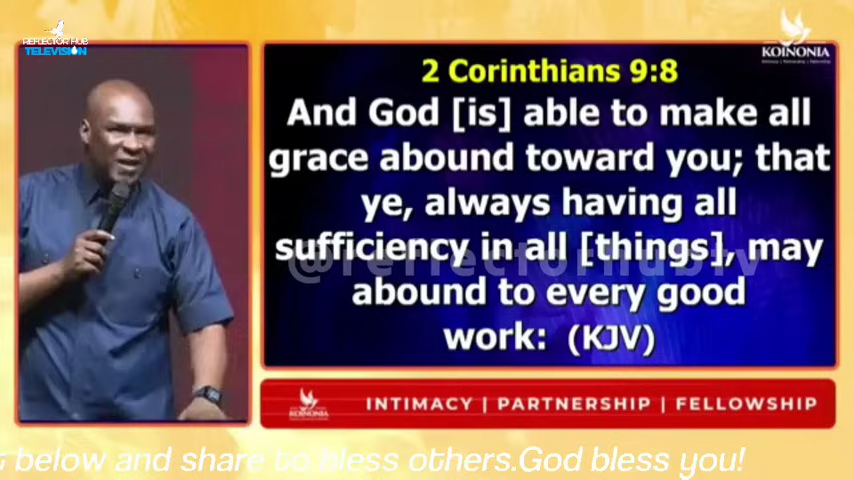 REFLECTOR HUB
TELEVISION
KOINONIA
2 Corinthians 9:8
And God [is] able to make all
grace abound toward you; that
ye, always having all
sufficiency in all [things], may
abound to every good
work: (KJV)
@reflectorhubtv
KOINONIA
INTIMACY | PARTNERSHIP | FELLOWSHIP
below and share to bless others.God bless you!